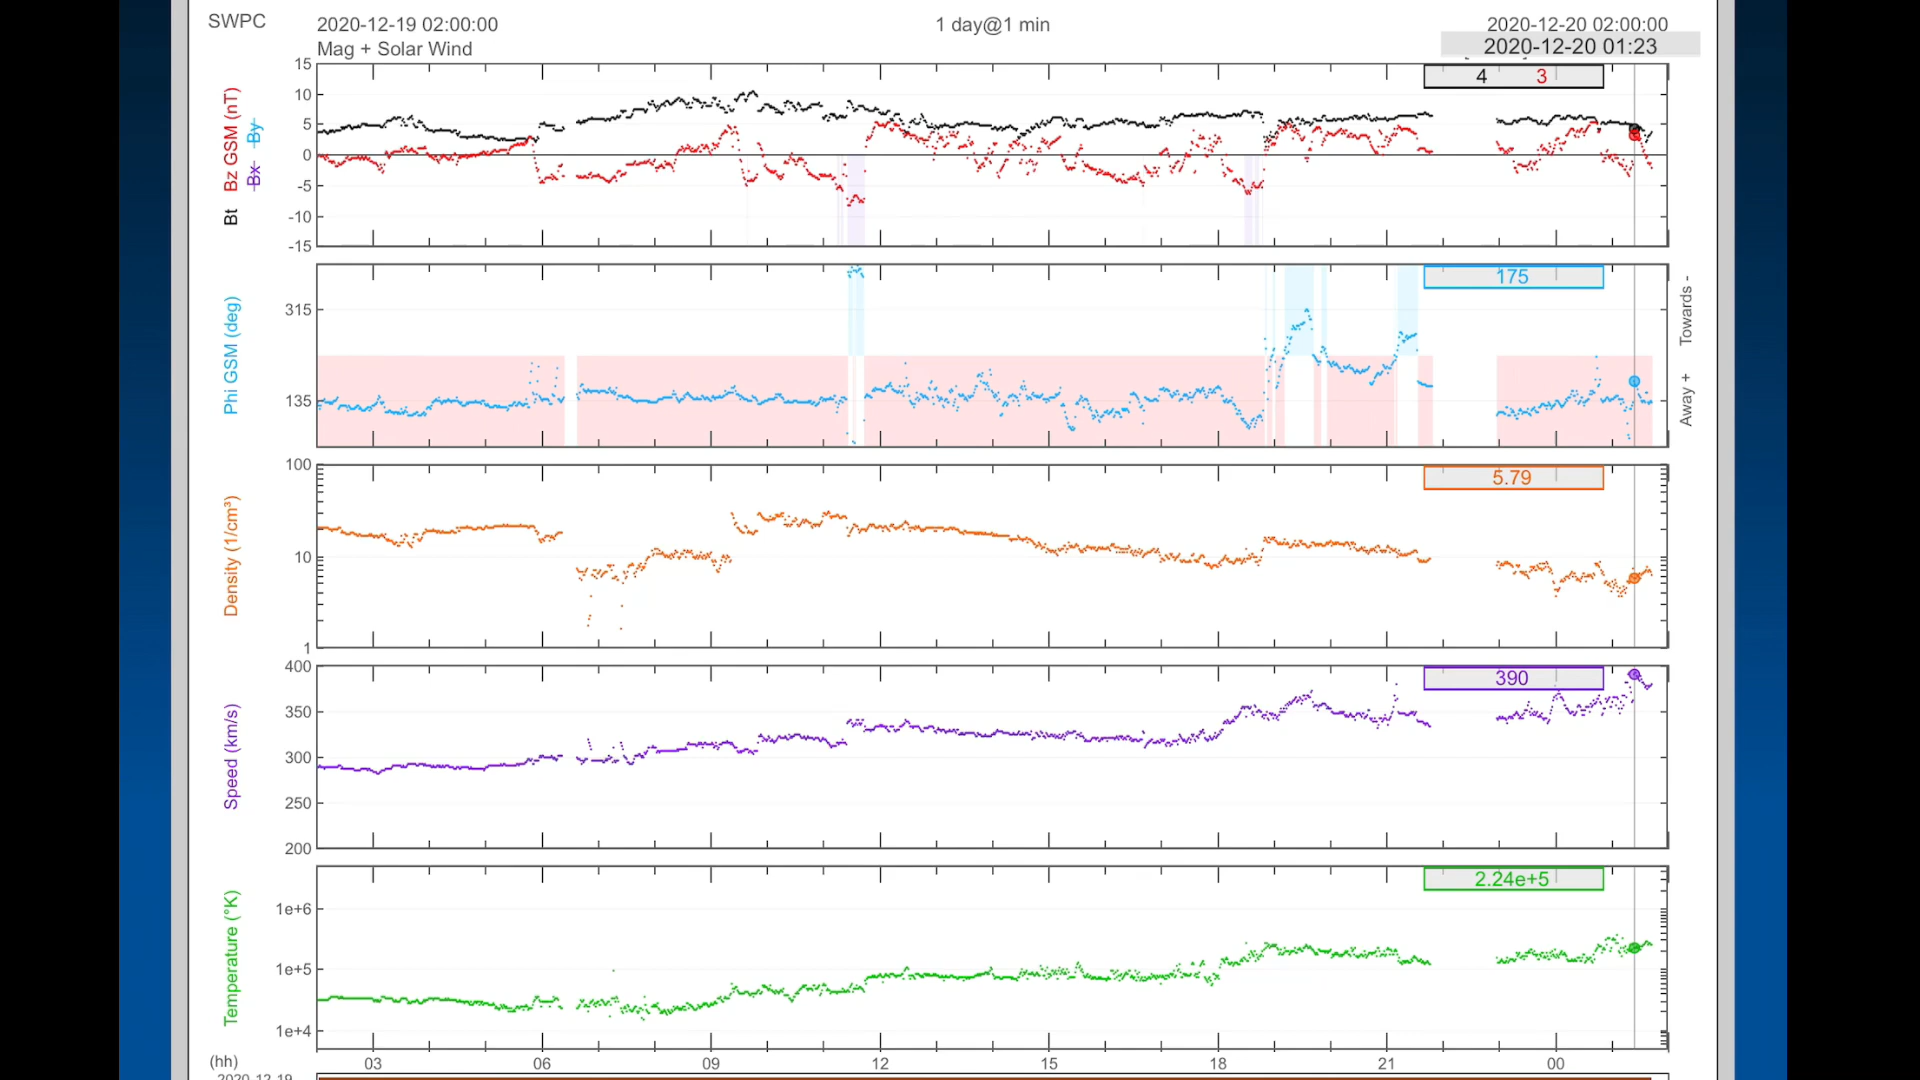 SWPC
2020-12-19 02:00:00
1 day@1 min
2020-12-20 02:00:00
Mag + Solar Wind
2020-12-20 01:23
4 3
15
10
5
0
-5
-10
-15
Bt Bz GSM (nT)
Bx By
175
315
135
Phi GSM (deg)
Away + Towards -
5.79
100
10
1
Density (1/cm³)
390
400
350
300
250
200
Speed (km/s)
2.24e+5
1e+6
1e+5
1e+4
Temperature (°K)
(hh) 03 06 09 12 15 18 21 00
2020-12-19